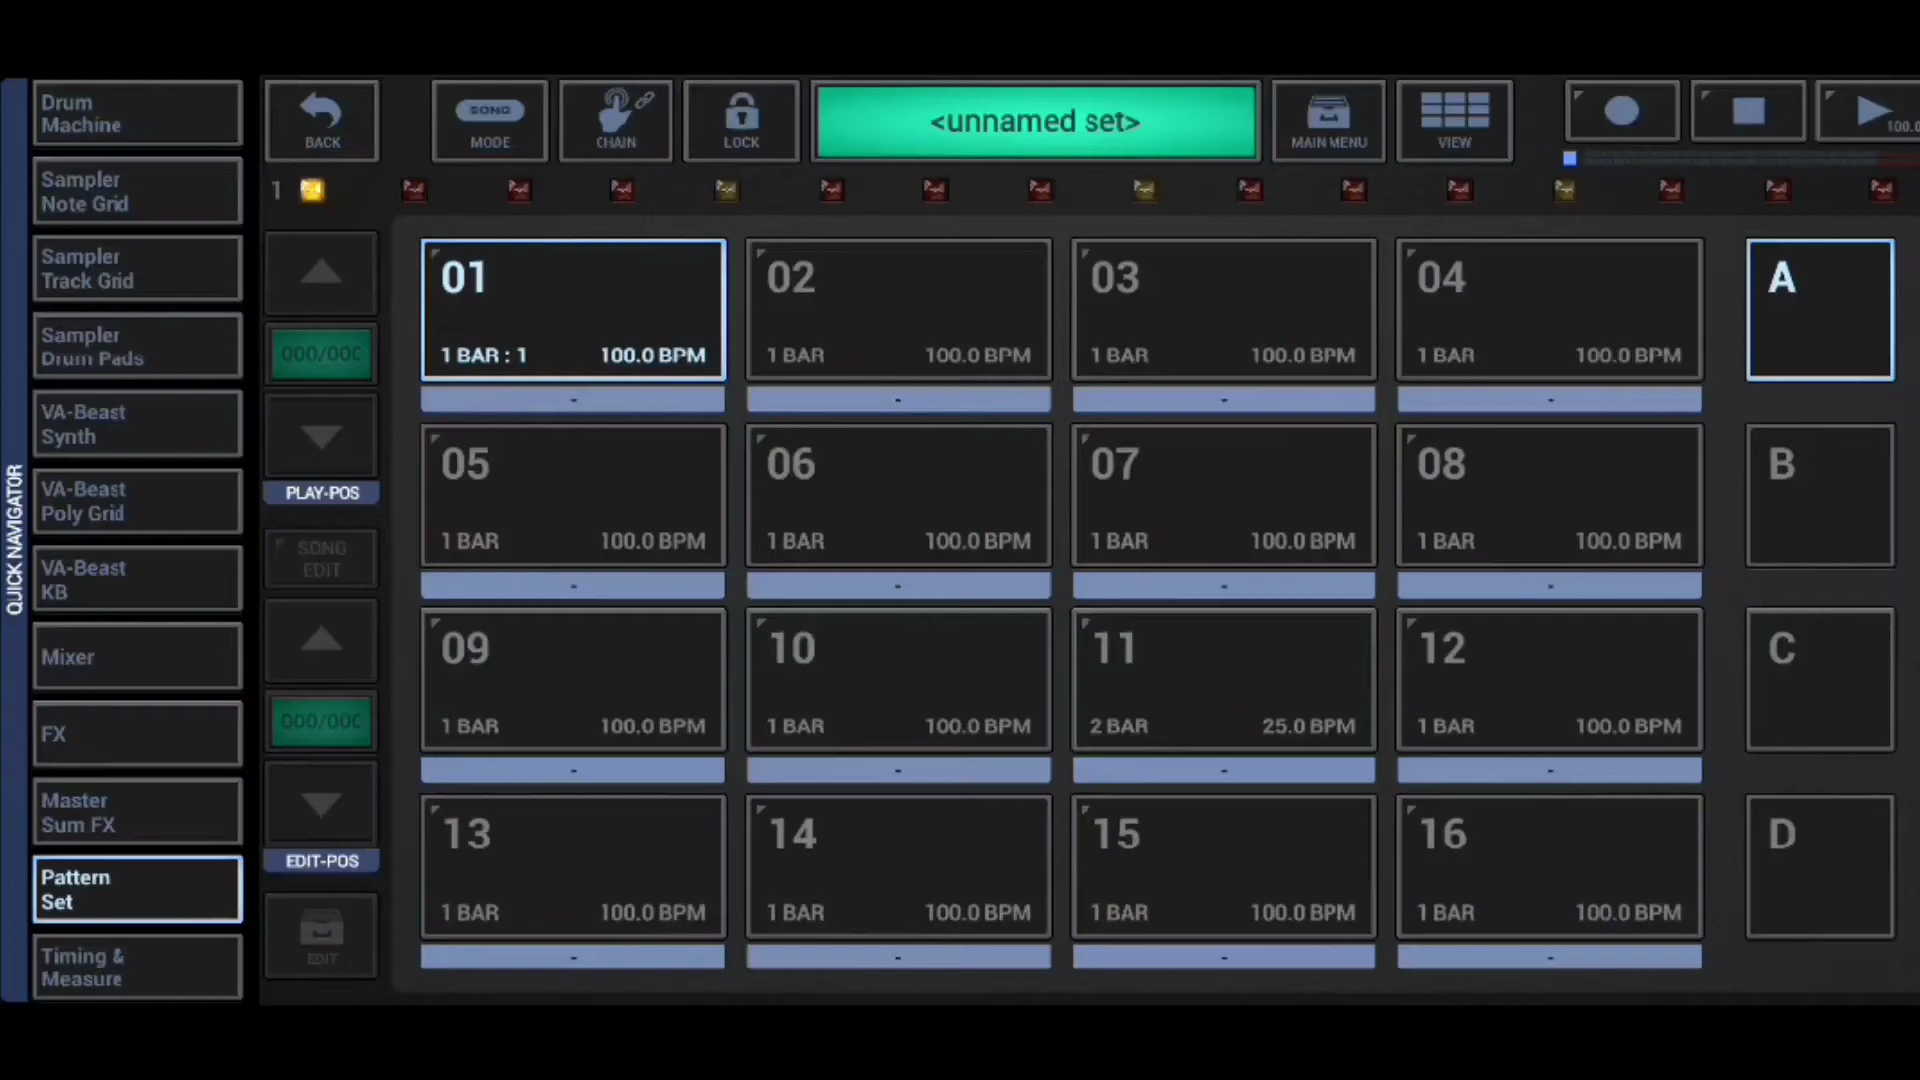 QUICK NAVIGATOR
Drum
Machine
Sampler
Note Grid
Sampler
Track Grid
Sampler
Drum Pads
VA-Beast
Synth
VA-Beast
Poly Grid
VA-Beast
KB
Mixer
FX
Master
Sum FX
Pattern
Set
Timing &
Measure
BACK
SONG
MODE
CHAIN
LOCK
<unnamed set>
MAIN MENU
VIEW
100.0
1
000/000
PLAY-POS
SONG
EDIT
000/000
EDIT-POS
EDIT
01
1 BAR : 1 100.0 BPM
-
02
1 BAR 100.0 BPM
-
03
1 BAR 100.0 BPM
-
04
1 BAR 100.0 BPM
-
A
05
1 BAR 100.0 BPM
-
06
1 BAR 100.0 BPM
-
07
1 BAR 100.0 BPM
-
08
1 BAR 100.0 BPM
-
B
09
1 BAR 100.0 BPM
-
10
1 BAR 100.0 BPM
-
11
2 BAR 25.0 BPM
-
12
1 BAR 100.0 BPM
-
C
13
1 BAR 100.0 BPM
-
14
1 BAR 100.0 BPM
-
15
1 BAR 100.0 BPM
-
16
1 BAR 100.0 BPM
-
D